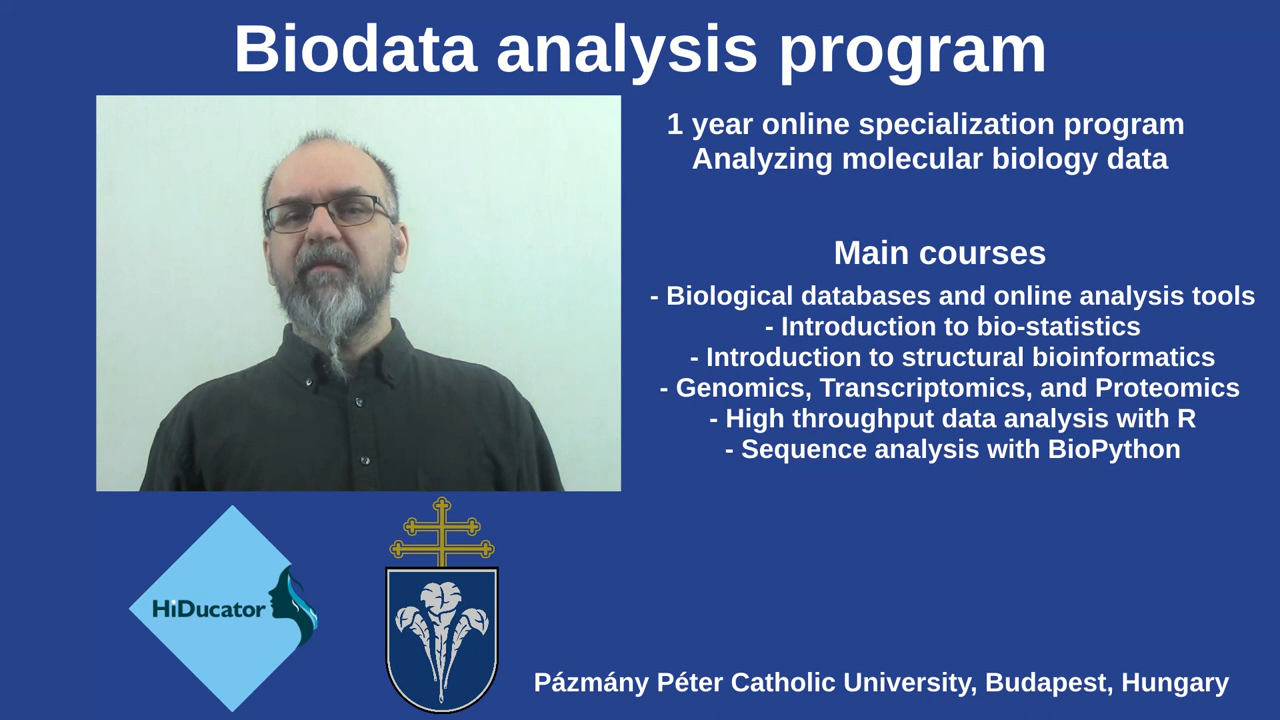 Biodata analysis program
1 year online specialization program
Analyzing molecular biology data
Main courses
- Biological databases and online analysis tools
- Introduction to bio-statistics
- Introduction to structural bioinformatics
- Genomics, Transcriptomics, and Proteomics
- High throughput data analysis with R
- Sequence analysis with BioPython
HiDucator
Pázmány Péter Catholic University, Budapest, Hungary